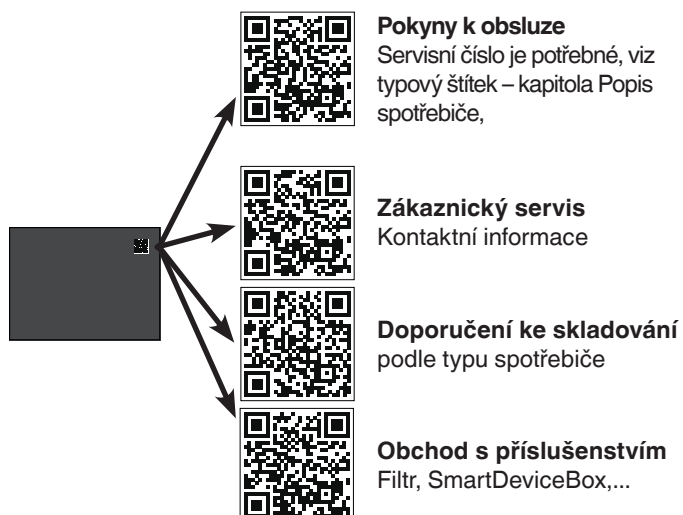 Pokyny k obsluze
Servisní číslo je potřebné, viz
typový štítek – kapitola Popis
spotřebiče,
Zákaznický servis
Kontaktní informace
Doporučení ke skladování
podle typu spotřebiče
Obchod s příslušenstvím
Filtr, SmartDeviceBox,...